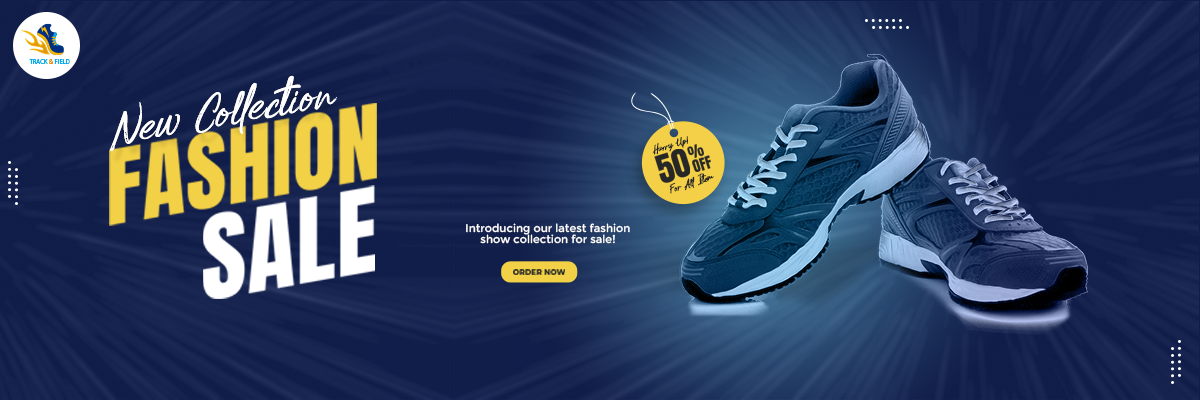 TRACK & FIELD
New Collection
FASHION
SALE
Introducing our latest fashion
show collection for sale!
ORDER NOW
Hurry Up!
50% OFF
For All Item